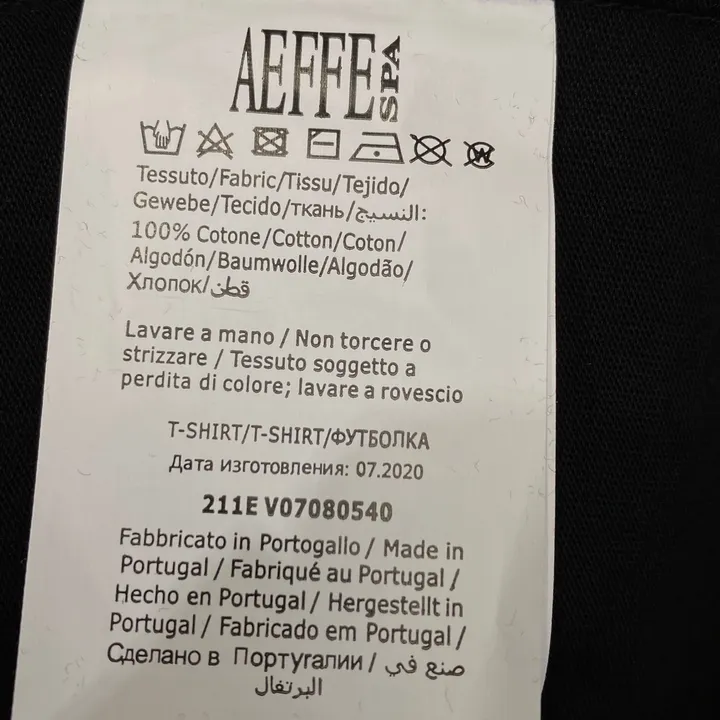 AEFFE SPA
Tessuto/Fabric/Tissu/Tejido/
Gewebe/Tecido/ткань/النسيج:
100% Cotone/Cotton/Coton/
Algodón/Baumwolle/Algodão/
Хлопок/قطن
Lavare a mano / Non torcere o
strizzare / Tessuto soggetto a
perdita di colore; lavare a rovescio
T-SHIRT/T-SHIRT/ФУТБОЛКА
Дата изготовления: 07.2020
211E V07080540
Fabbricato in Portogallo / Made in
Portugal / Fabriqué au Portugal /
Hecho en Portugal / Hergestellt in
Portugal / Fabricado em Portugal /
Сделано в Португалии / صنع في
البرتغال